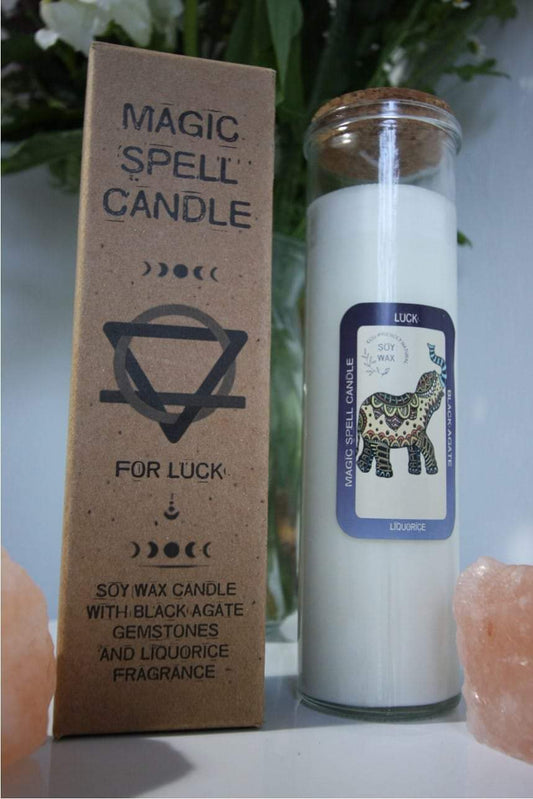 MAGIC
SPELL
CANDLE
FOR LUCK
SOY WAX CANDLE
WITH BLACK AGATE
GEMSTONES
AND LIQUORICE
FRAGRANCE
LUCK
SOY
WAX
MAGIC SPELL CANDLE
BLACK AGATE
LIQUORICE